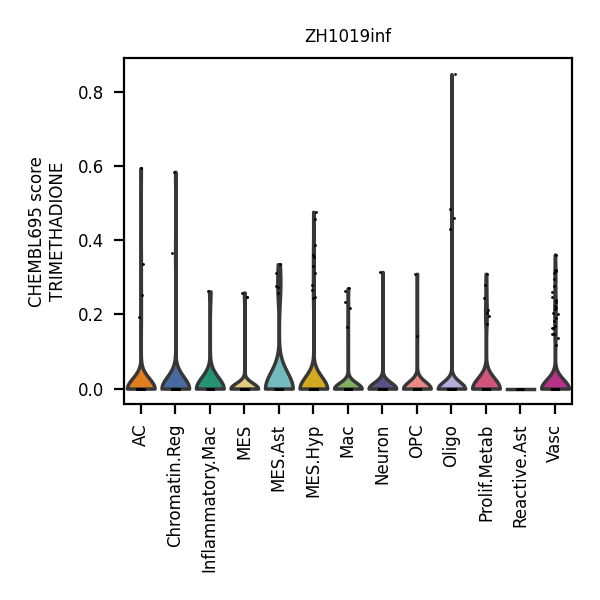 ZH1019inf
CHEMBL695 score
TRIMETHADIONE
0.8
0.6
0.4
0.2
0.0
AC
Chromatin.Reg
Inflammatory.Mac
MES
MES.Ast
MES.Hyp
Mac
Neuron
OPC
Oligo
Prolif.Metab
Reactive.Ast
Vasc